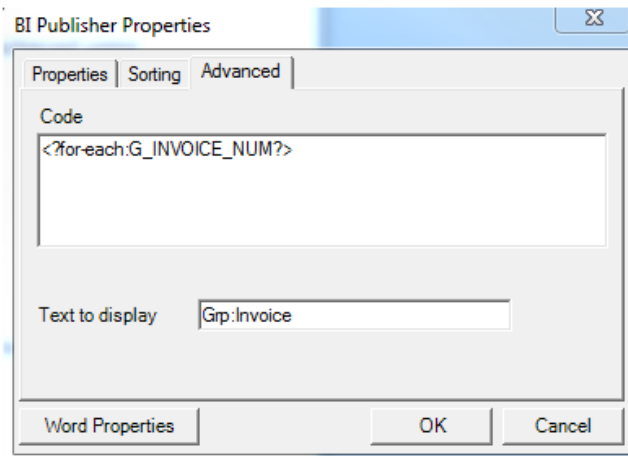 BI Publisher Properties
Properties Sorting Advanced
Code
<?for-each:G_INVOICE_NUM?>
Text to display Grp:Invoice
Word Properties OK Cancel